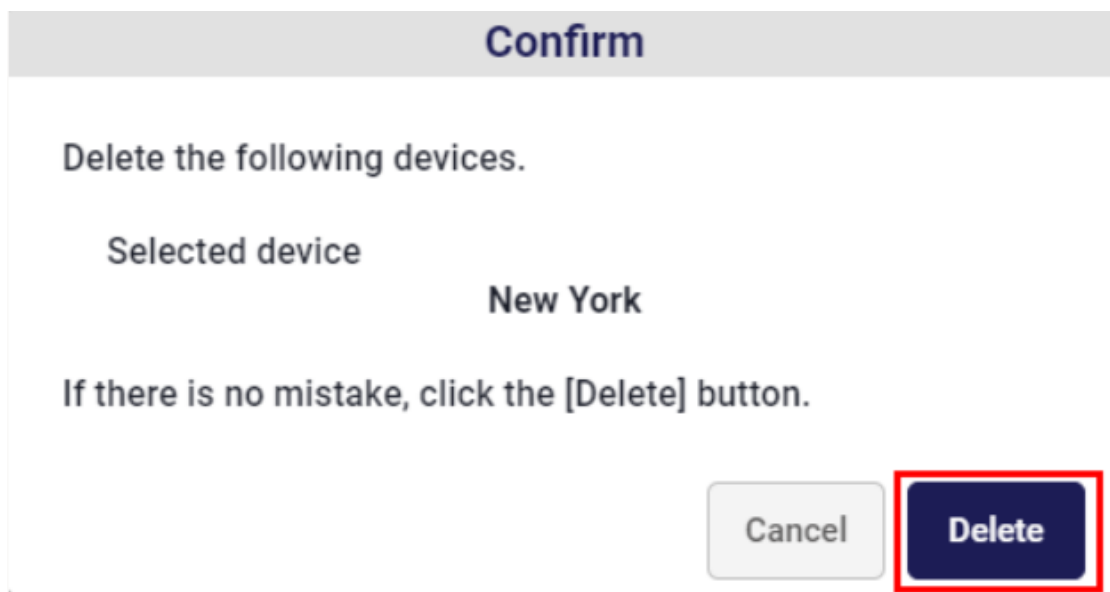 Confirm
Delete the following devices.
Selected device
New York
If there is no mistake, click the [Delete] button.
Cancel
Delete